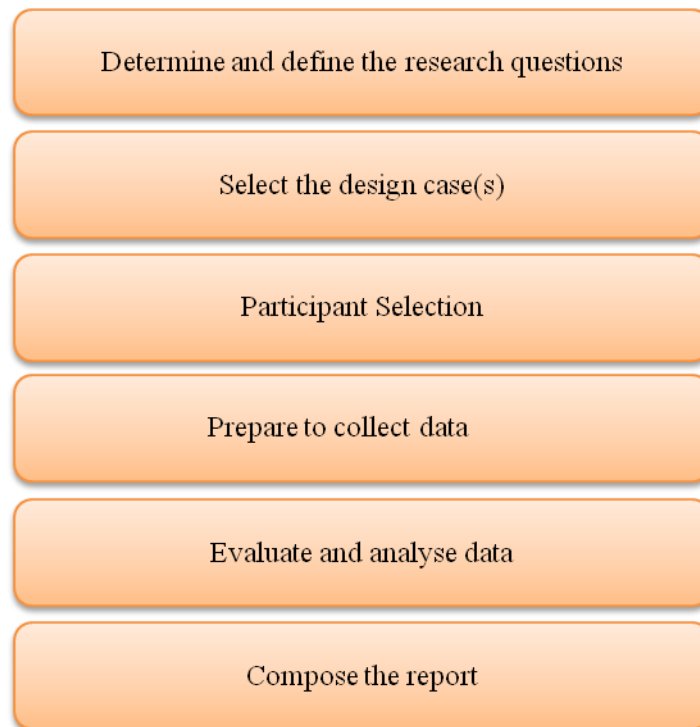 Determine and define the research questions
Select the design case(s)
Participant Selection
Prepare to collect data
Evaluate and analyse data
Compose the report